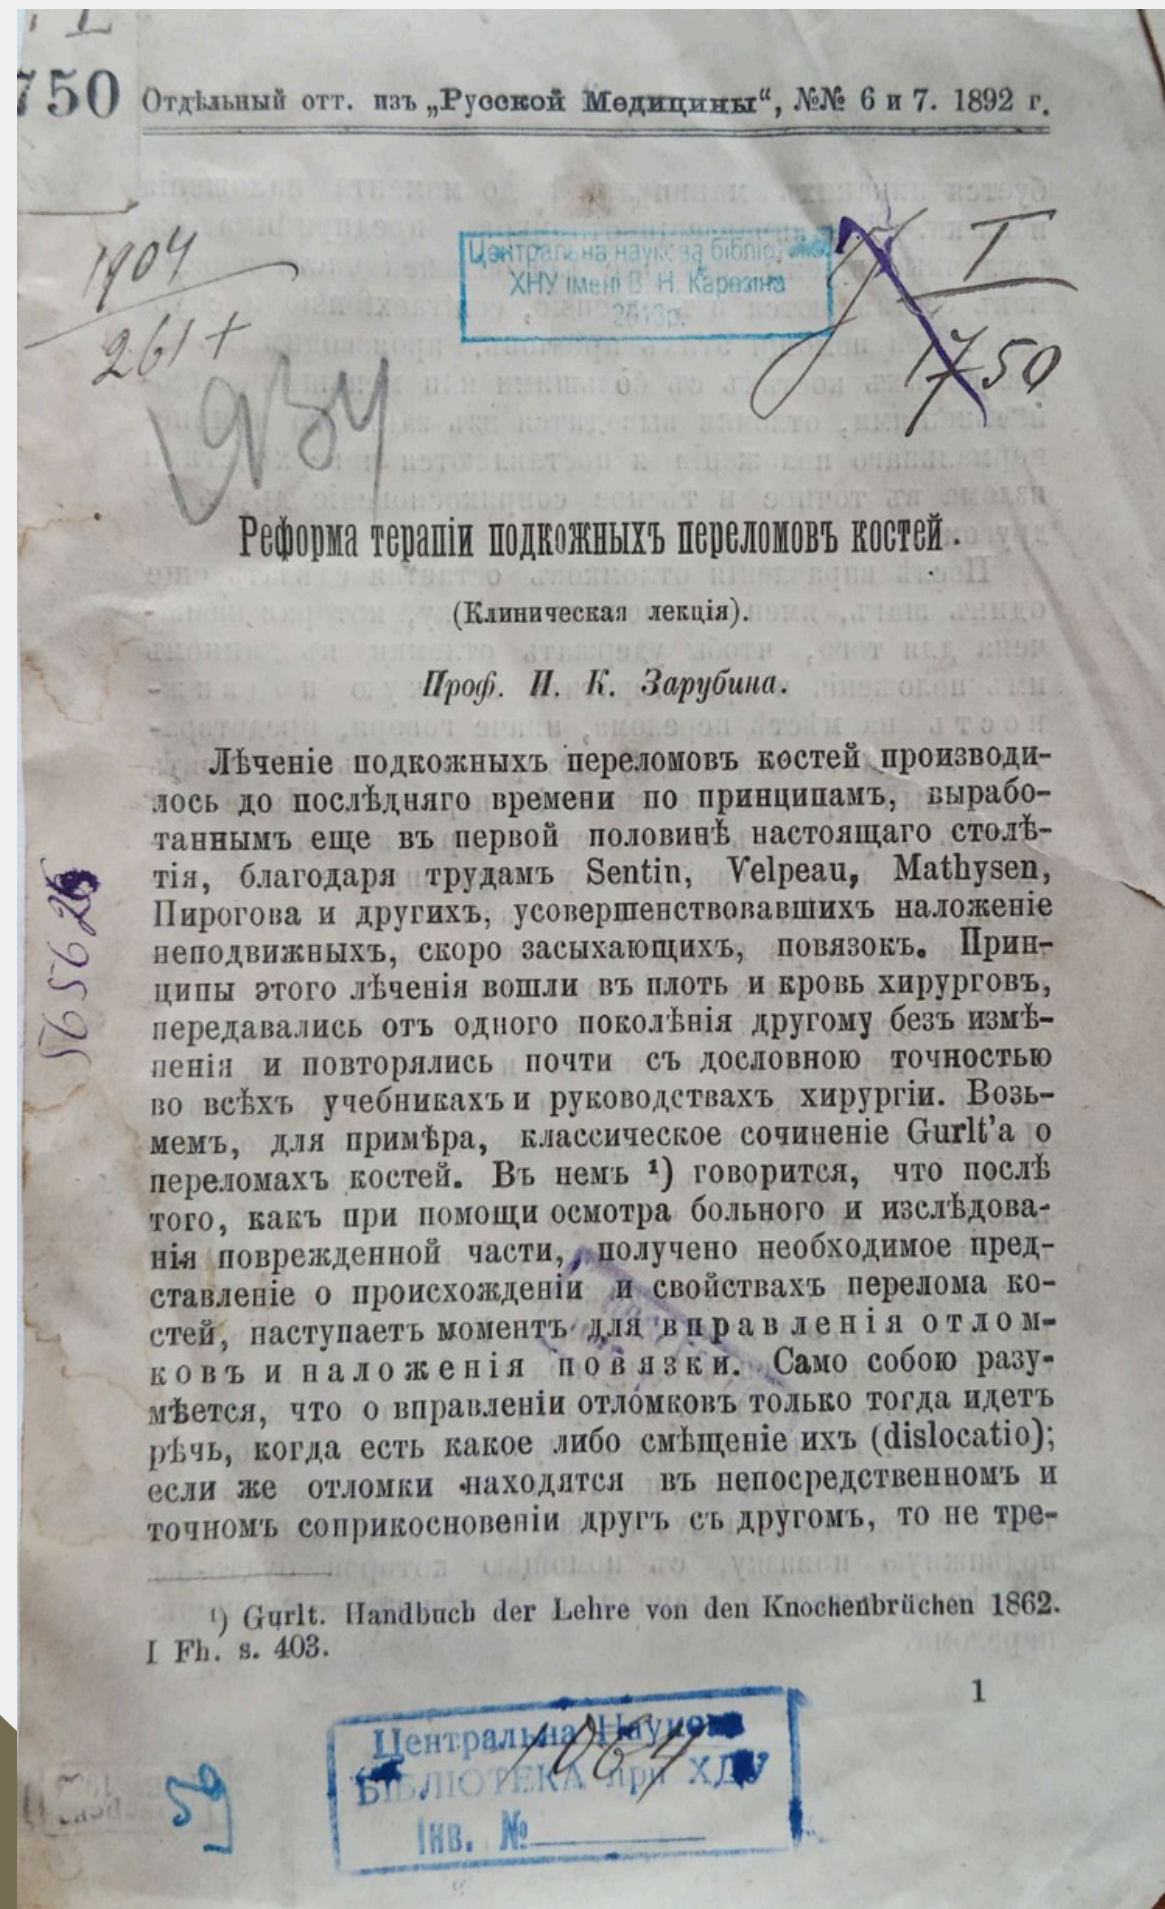 750
Отдѣльный отт. изъ „Русской Медицины“, №№ 6 и 7. 1892 г.
Центральна наукова бібліотека
ХНУ імені В. Н. Каразіна
I
1750
1904
261+
Реформа терапіи подкожныхъ переломовъ костей.
(Клиническая лекція).
Проф. И. К. Зарубина.
Лѣченіе подкожныхъ переломовъ костей производи-
лось до послѣдняго времени по принципамъ, вырабо-
таннымъ еще въ первой половинѣ настоящаго столѣ-
тія, благодаря трудамъ Sentin, Velpeau, Mathysen,
Пирогова и другихъ, усовершенствовавшихъ наложеніе
неподвижныхъ, скоро засыхающихъ, повязокъ. Прин-
ципы этого лѣченія вошли въ плоть и кровь хирурговъ,
передавались отъ одного поколѣнія другому безъ измѣ-
ненія и повторялись почти съ дословною точностью
во всѣхъ учебникахъ и руководствахъ хирургіи. Возь-
мемъ, для примѣра, классическое сочиненіе Gurlt’a о
переломахъ костей. Въ немъ ¹) говорится, что послѣ
того, какъ при помощи осмотра больного и изслѣдова-
нія поврежденной части, получено необходимое пред-
ставленіе о происхожденіи и свойствахъ перелома ко-
стей, наступаетъ моментъ для вправленія отлом-
ковъ и наложенія повязки. Само собою разу-
мѣется, что о вправленіи отломковъ только тогда идетъ
рѣчь, когда есть какое либо смѣщеніе ихъ (dislocatio);
если же отломки находятся въ непосредственномъ и
точномъ соприкосновеніи другъ съ другомъ, то не тре-
¹) Gurlt. Handbuch der Lehre von den Knochenbrüchen 1862.
I Fh. s. 403.
1
Центральна Наукова
БІБЛІОТЕКА при ХДУ
Інв. №
1064
59